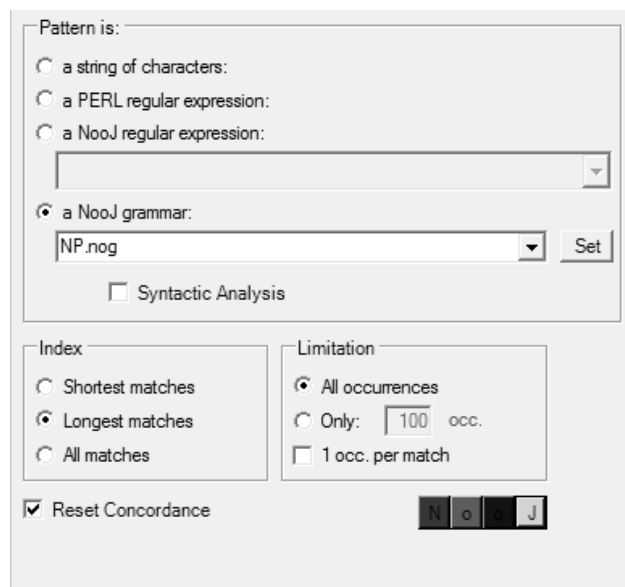 Pattern is:
a string of characters:
a PERL regular expression:
a NooJ regular expression:
a NooJ grammar:
NP.nog
Set
Syntactic Analysis
Index
Shortest matches
Longest matches
All matches
Limitation
All occurrences
Only: 100 occ.
1 occ. per match
Reset Concordance
N o o J